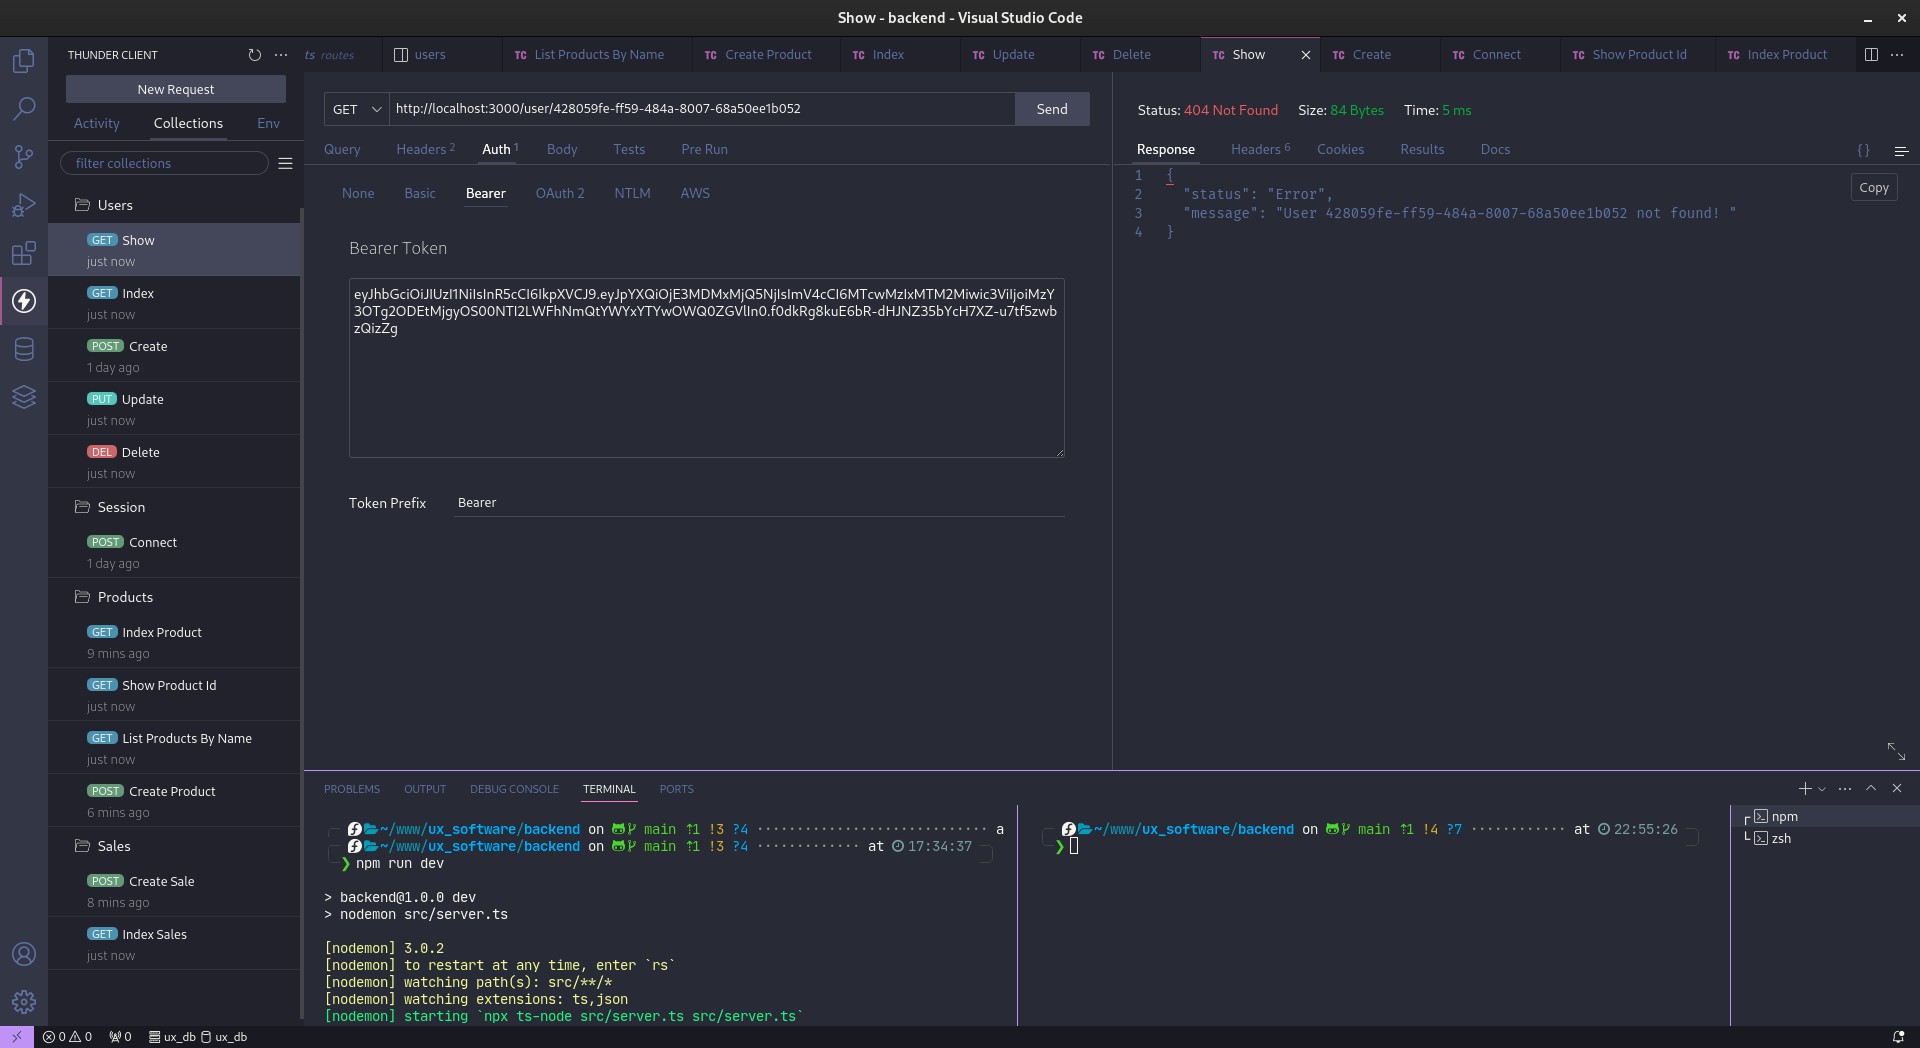 Show - backend - Visual Studio Code
THUNDER CLIENT
New Request
Activity Collections Env
filter collections
Users
GET Show
just now
GET Index
just now
POST Create
1 day ago
PUT Update
just now
DEL Delete
just now
Session
POST Connect
1 day ago
Products
GET Index Product
9 mins ago
GET Show Product Id
just now
GET List Products By Name
just now
POST Create Product
6 mins ago
Sales
POST Create Sale
8 mins ago
GET Index Sales
just now
ts routes users TC List Products By Name TC Create Product TC Index TC Update TC Delete TC Show TC Create TC Connect TC Show Product Id TC Index Product
GET http://localhost:3000/user/428059fe-ff59-484a-8007-68a50ee1b052 Send
Query Headers 2 Auth 1 Body Tests Pre Run
None Basic Bearer OAuth 2 NTLM AWS
Bearer Token
eyJhbGciOiJIUzI1NiIsInR5cCI6IkpXVCJ9.eyJpYXQiOjE3MDMxMjQ5NjIsImV4cCI6MTcwMzIxMTM2Miwic3ViIjoiMzY
3OTg2ODEtMjgyOS00NTI2LWFhNmQtYWYxYTYwOWQ0ZGVlIn0.f0dkRg8kuE6bR-dHJNZ35bYcH7XZ-u7tf5zwb
zQizZg
Token Prefix Bearer
Status: 404 Not Found Size: 84 Bytes Time: 5 ms
Response Headers 6 Cookies Results Docs { }
Copy
1 {
2 "status": "Error",
3 "message": "User 428059fe-ff59-484a-8007-68a50ee1b052 not found! "
4 }
PROBLEMS OUTPUT DEBUG CONSOLE TERMINAL PORTS
~/www/ux_software/backend on main ⇡1 !3 ?4 ····························· a
~/www/ux_software/backend on main ⇡1 !3 ?4 ············· at 17:34:37
❯ npm run dev
> backend@1.0.0 dev
> nodemon src/server.ts
[nodemon] 3.0.2
[nodemon] to restart at any time, enter `rs`
[nodemon] watching path(s): src/**/*
[nodemon] watching extensions: ts,json
[nodemon] starting `npx ts-node src/server.ts src/server.ts`
~/www/ux_software/backend on main ⇡1 !4 ?7 ············ at 22:55:26
❯
npm
zsh
0 0 0 ux_db ux_db